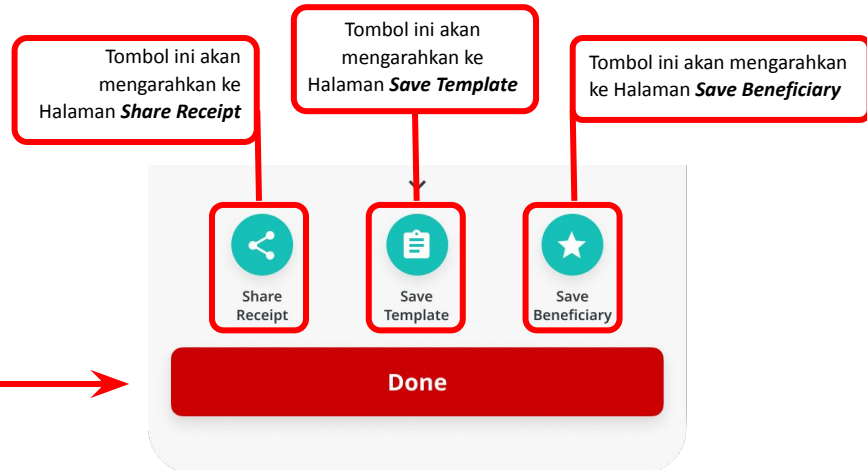 Tombol ini akan
mengarahkan ke
Halaman Share Receipt
Tombol ini akan
mengarahkan ke
Halaman Save Template
Tombol ini akan mengarahkan
ke Halaman Save Beneficiary
Share
Receipt
Save
Template
Save
Beneficiary
Done